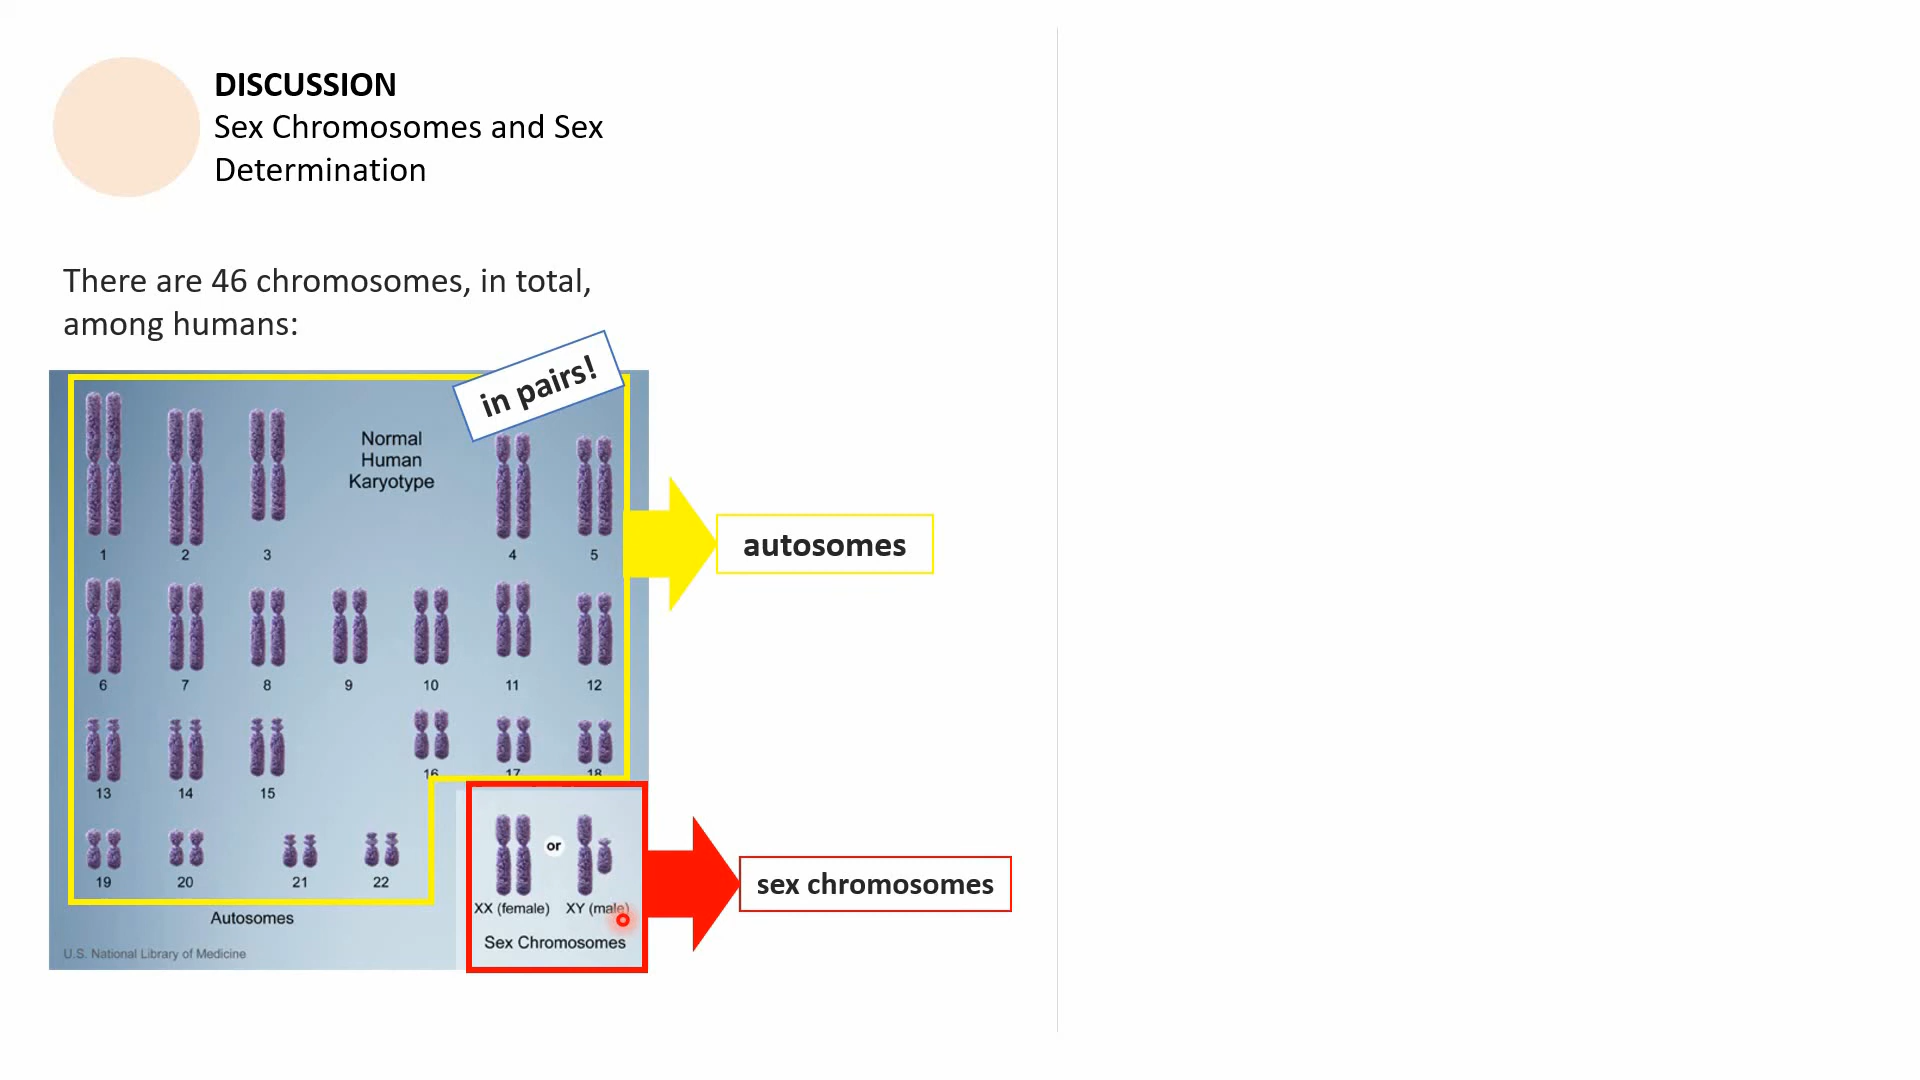 DISCUSSION
Sex Chromosomes and Sex
Determination
There are 46 chromosomes, in total,
among humans:
in pairs!
Normal
Human
Karyotype
1 2 3 4 5
autosomes
6 7 8 9 10 11 12
16 17 18
13 14 15
or
19 20 21 22
sex chromosomes
XX (female) XY (male)
Autosomes
Sex Chromosomes
U.S. National Library of Medicine